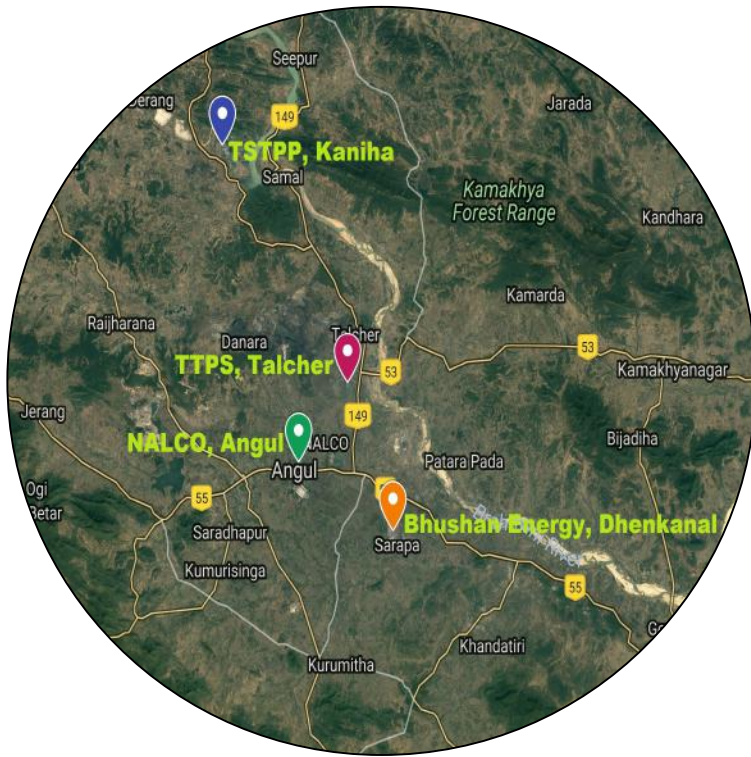 Seepur
Derang
Jarada
149
TSTPP, Kaniha
Samal
Kamakhya
Forest Range
Kandhara
Kamarda
Raijharana
Talcher
Danara
53
TTPS, Talcher
53
Kamakhyanagar
Jerang
149
NALCO, Angul
NALCO
Bijadiha
Angul
Patara Pada
Ogi
Betar
55
Bhushan Energy, Dhenkanal
Saradhapur
Sarapa
River
Kumurisinga
55
Khandatiri
Kurumitha